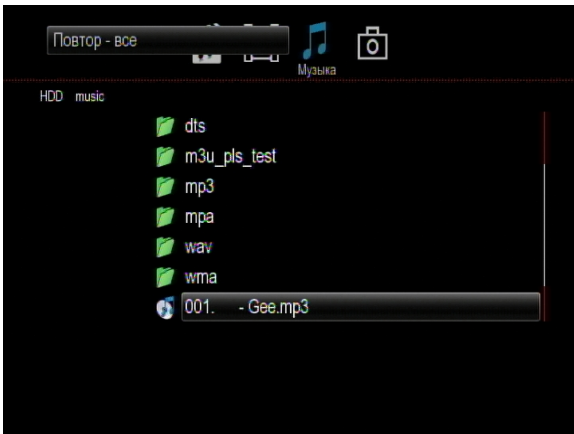 Повтор - все
Музыка
HDD music
dts
m3u_pls_test
mp3
mpa
wav
wma
001. - Gee.mp3